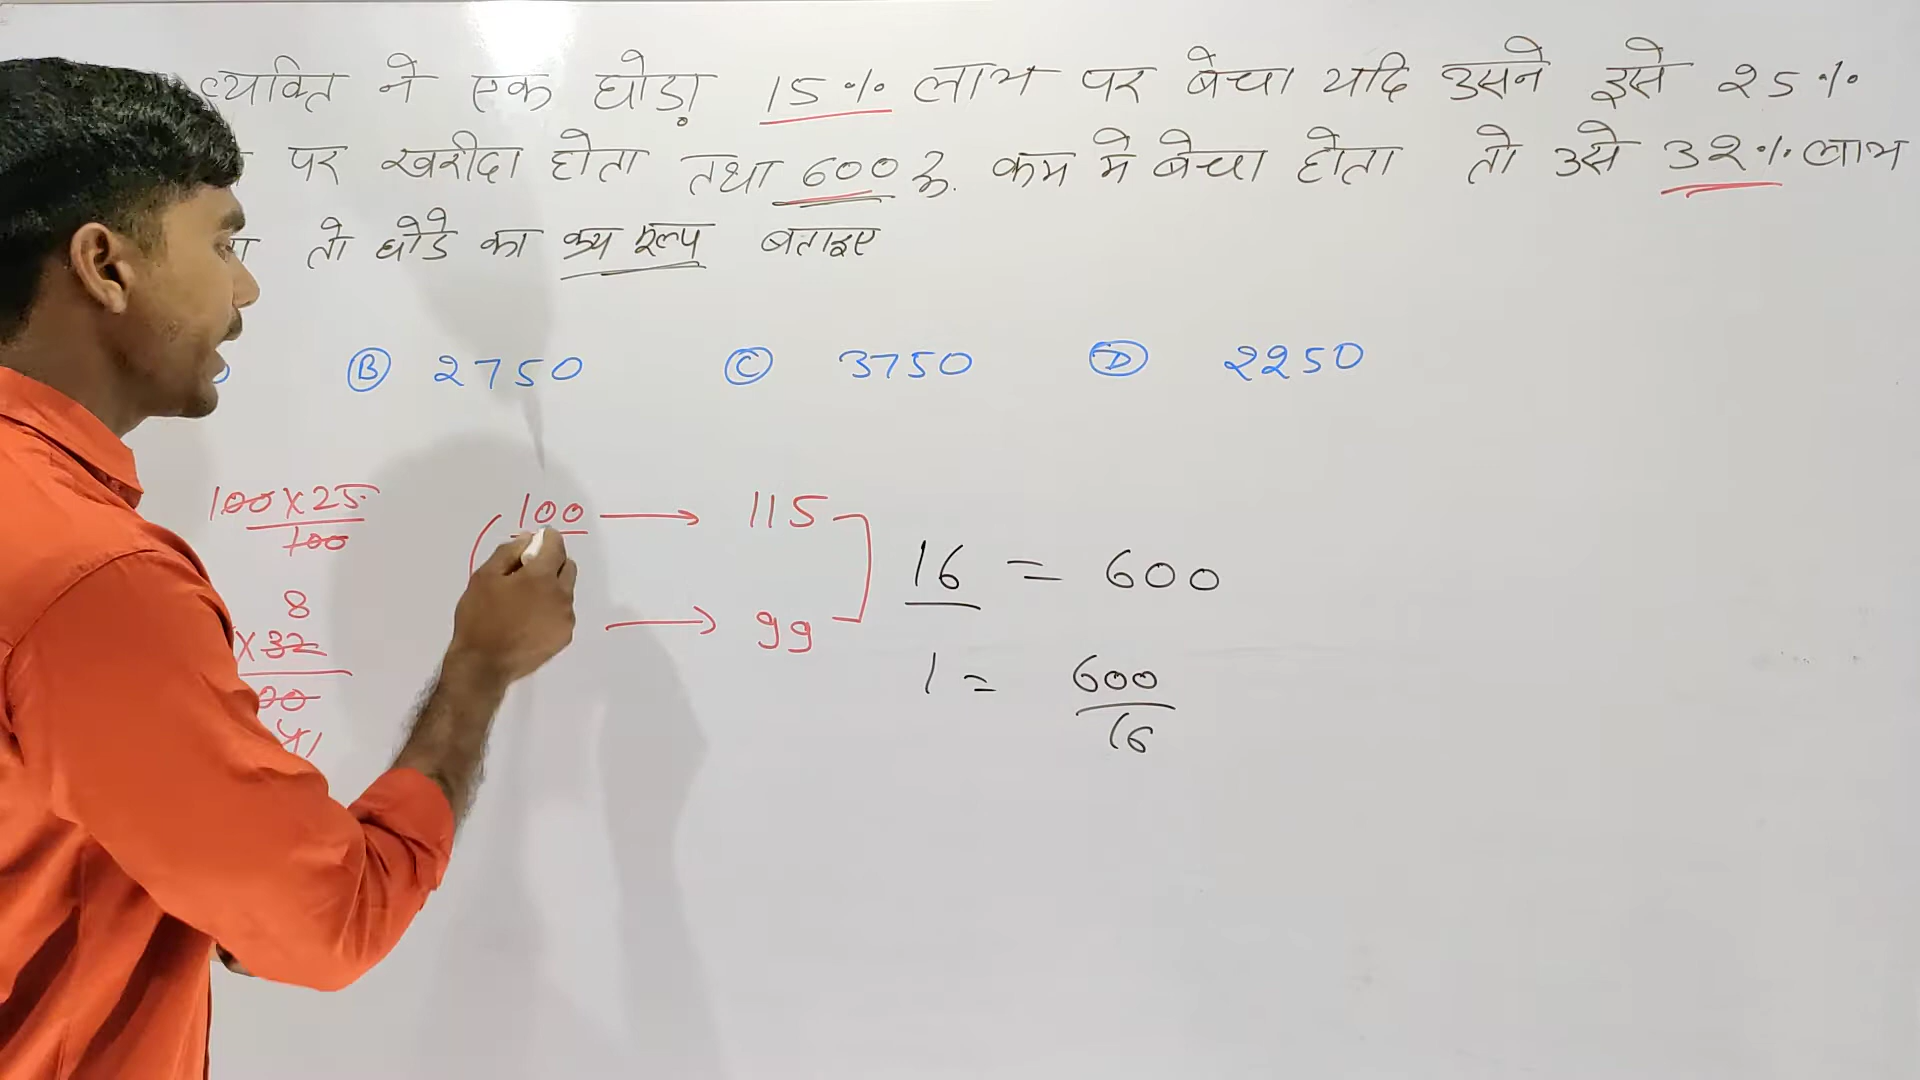 व्यक्ति ने एक घोड़ा 15% लाभ पर बेचा यदि उसने इसे 25%
पर खरीदा होता तथा 600 रु. कम मे बेचा होता तो उसे 32% लाभ
तो घोडे का क्रय मूल्य बताइए
Ⓑ 2750 Ⓒ 3750 Ⓓ 2250
100×25
100
100 → 115
8
×32
→ 99
16 = 600
1 = 600
16